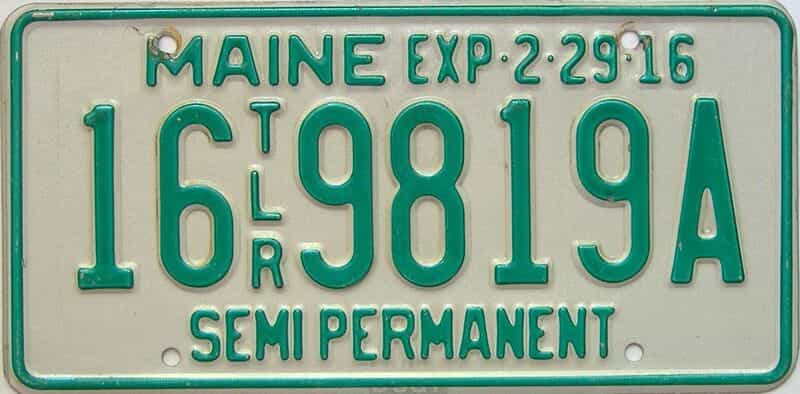 MAINE EXP·2·29·16
16 TLR 9819A
SEMI PERMANENT